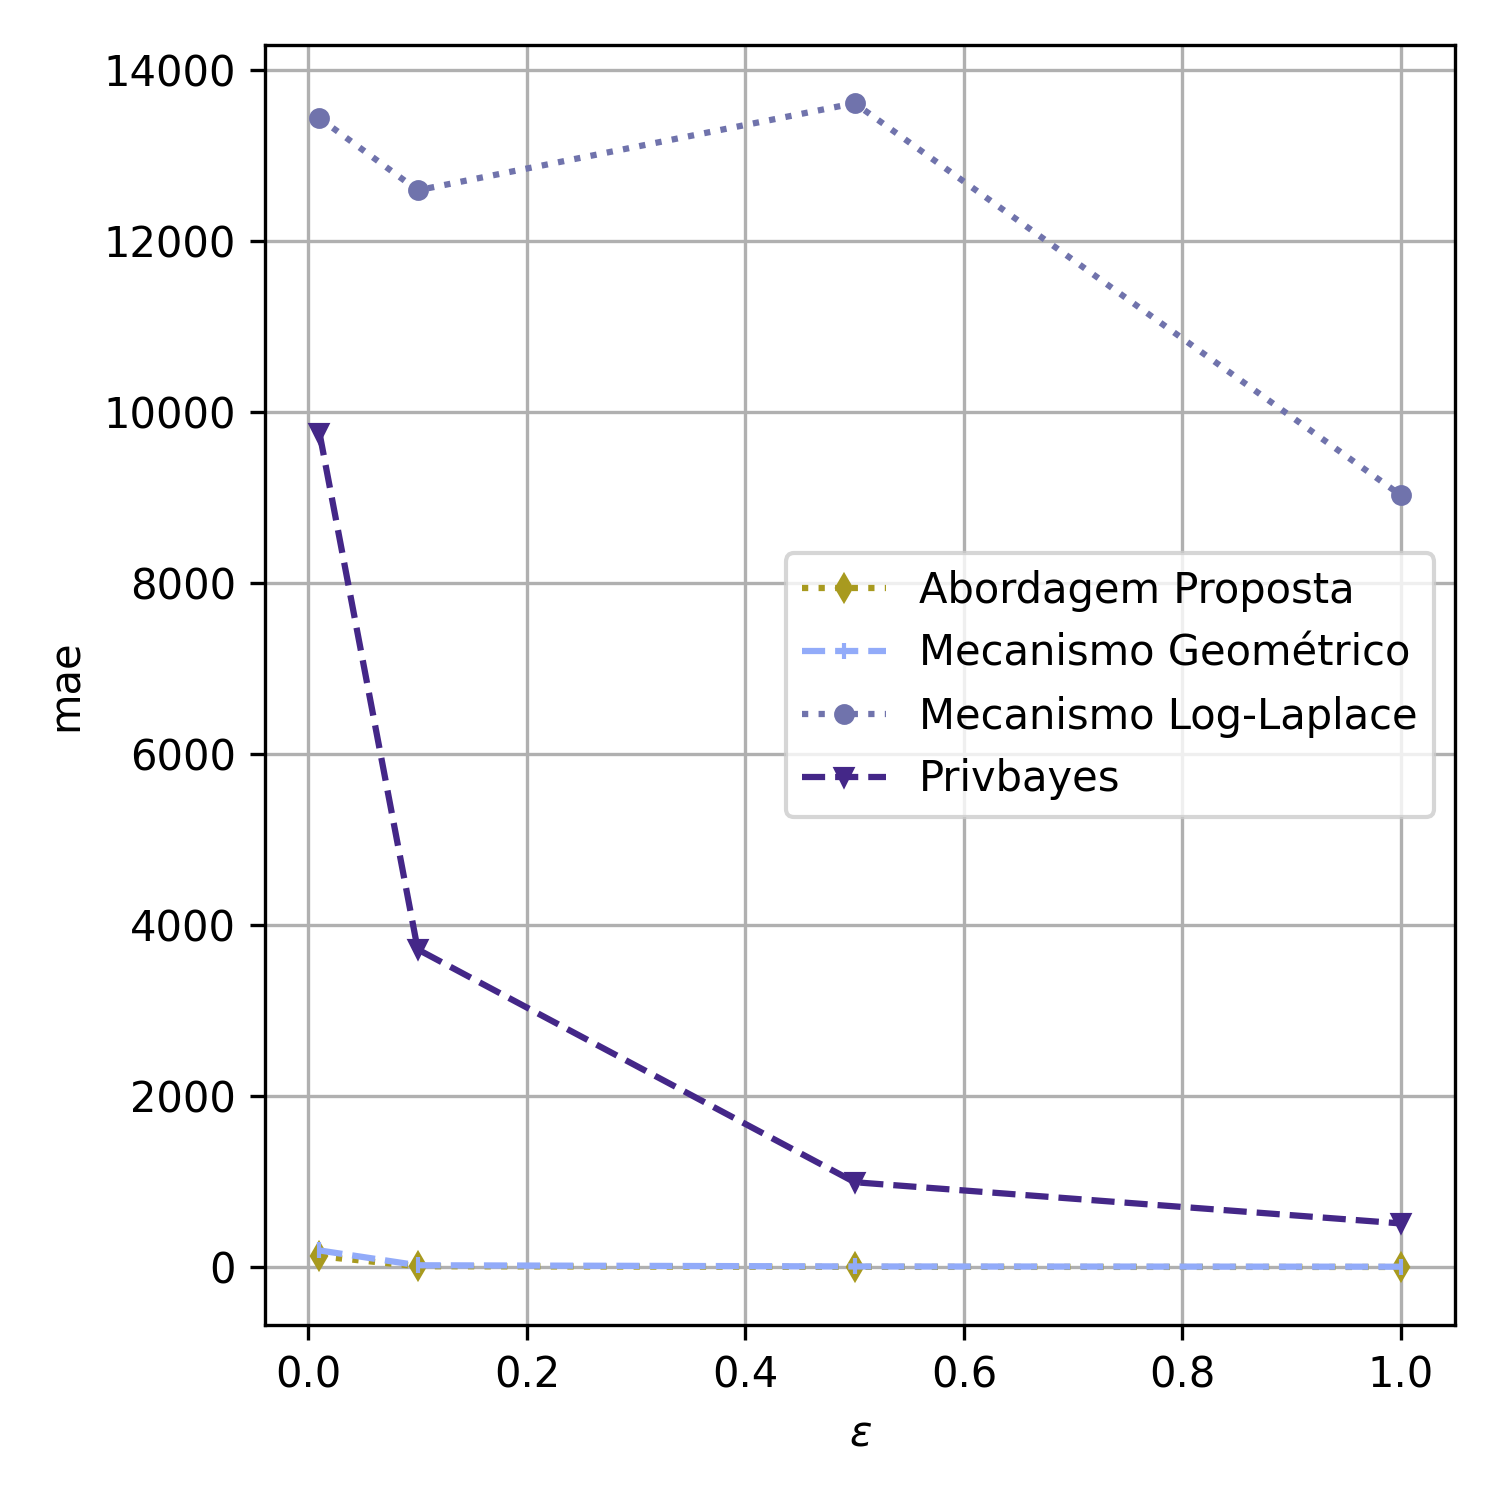 14000
12000
10000
8000
6000
4000
2000
0
mae
Abordagem Proposta
Mecanismo Geométrico
Mecanismo Log-Laplace
Privbayes
0.0 0.2 0.4 0.6 0.8 1.0
ε